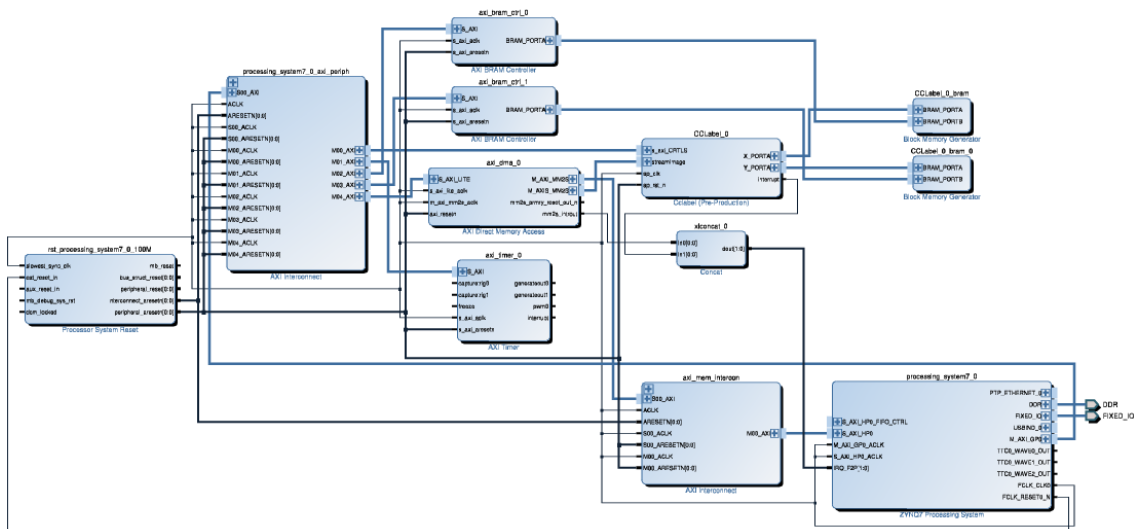 axi_bram_ctrl_0
S_AXI
s_axi_aclk
s_axi_aresetn
BRAM_PORTA
AXI BRAM Controller
axi_bram_ctrl_1
S_AXI
s_axi_aclk
s_axi_aresetn
BRAM_PORTA
AXI BRAM Controller
processing_system7_0_axi_periph
S00_AXI
ACLK
ARESETN[0:0]
S00_ACLK
S00_ARESETN[0:0]
M00_ACLK
M00_ARESETN[0:0]
M01_ACLK
M01_ARESETN[0:0]
M02_ACLK
M02_ARESETN[0:0]
M03_ACLK
M03_ARESETN[0:0]
M04_ACLK
M04_ARESETN[0:0]
M00_AXI
M01_AXI
M02_AXI
M03_AXI
M04_AXI
AXI Interconnect
CCLabel_0_bram
BRAM_PORTA
BRAM_PORTB
Block Memory Generator
CCLabel_0_bram_0
BRAM_PORTA
BRAM_PORTB
Block Memory Generator
CCLabel_0
s_axi_CRTLS
streamImage
ap_clk
ap_rst_n
X_PORTA
Y_PORTA
interrupt
Cclabel (Pre-Production)
axi_dma_0
S_AXI_LITE
s_axi_lite_aclk
m_axi_mm2s_aclk
axi_resetn
M_AXI_MM2S
M_AXIS_MM2S
mm2s_prmry_reset_out_n
mm2s_introut
AXI Direct Memory Access
xlconcat_0
In0[0:0]
In1[0:0]
dout[1:0]
Concat
rst_processing_system7_0_100M
slowest_sync_clk
ext_reset_in
aux_reset_in
mb_debug_sys_rst
dcm_locked
mb_reset
bus_struct_reset[0:0]
peripheral_reset[0:0]
interconnect_aresetn[0:0]
peripheral_aresetn[0:0]
Processor System Reset
axi_timer_0
S_AXI
capturetrig0
capturetrig1
freeze
s_axi_aclk
s_axi_aresetn
generateout0
generateout1
pwm0
interrupt
AXI Timer
axi_mem_intercon
S00_AXI
ACLK
ARESETN[0:0]
S00_ACLK
S00_ARESETN[0:0]
M00_ACLK
M00_ARESETN[0:0]
M00_AXI
AXI Interconnect
processing_system7_0
S_AXI_HP0_FIFO_CTRL
S_AXI_HP0
M_AXI_GP0_ACLK
S_AXI_HP0_ACLK
IRQ_F2P[1:0]
PTP_ETHERNET_0
DDR
FIXED_IO
USBIND_0
M_AXI_GP0
TTC0_WAVE0_OUT
TTC0_WAVE1_OUT
TTC0_WAVE2_OUT
FCLK_CLK0
FCLK_RESET0_N
ZYNQ7 Processing System
DDR
FIXED_IO